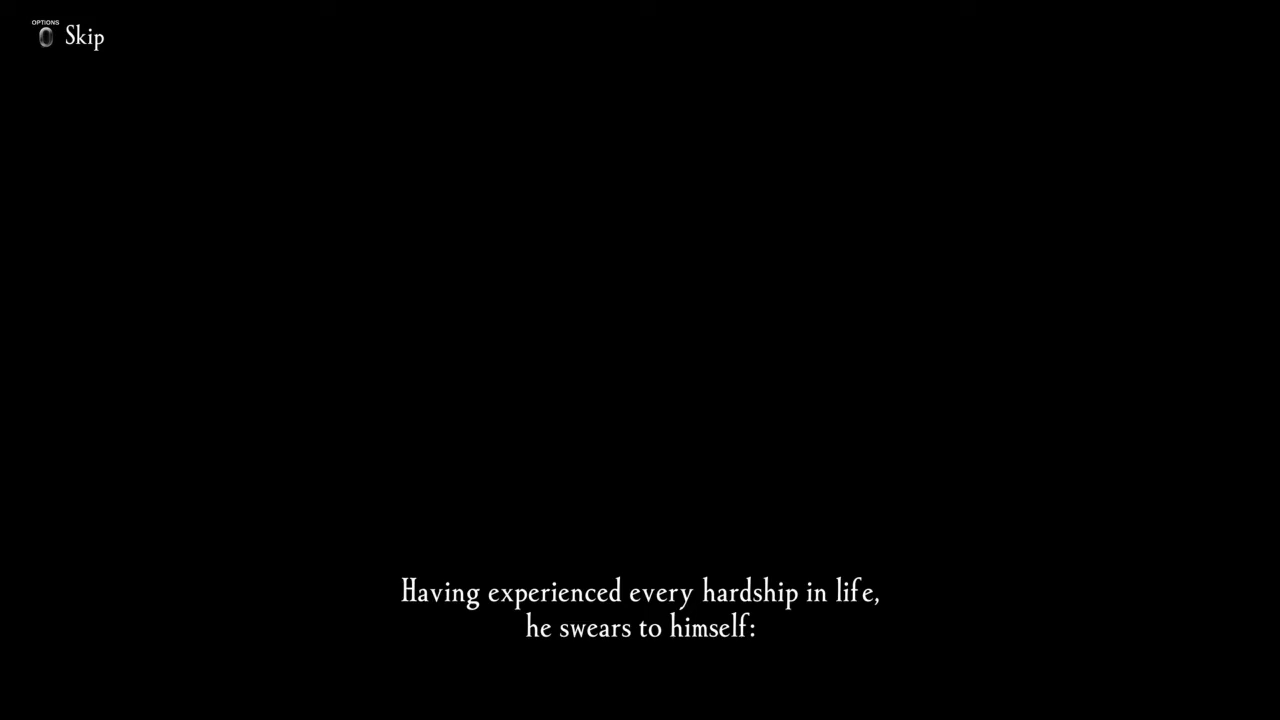 OPTIONS
Skip
Having experienced every hardship in life,
he swears to himself: